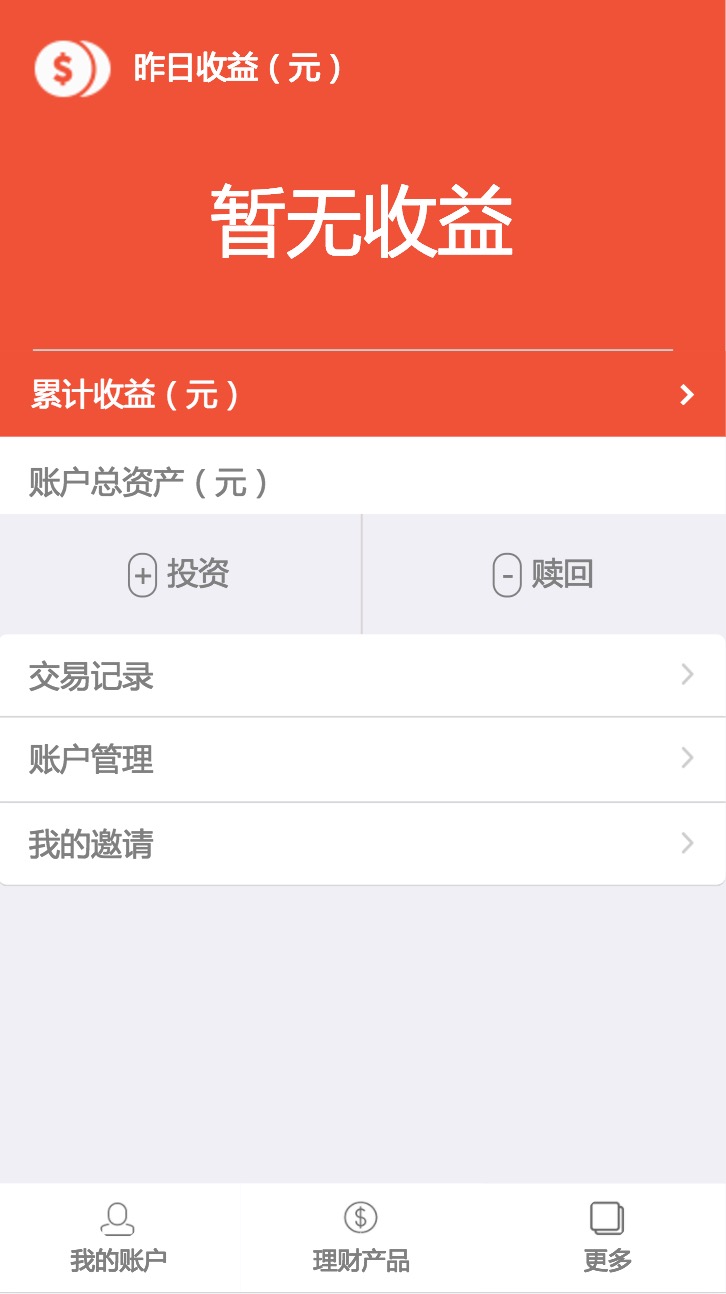 昨日收益（元）
暂无收益
累计收益（元）
账户总资产（元）
+ 投资
- 赎回
交易记录
账户管理
我的邀请
我的账户
理财产品
更多